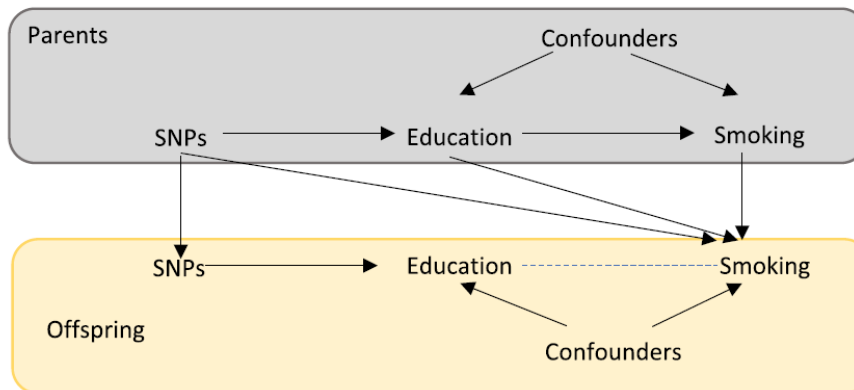 Parents
Confounders
SNPs Education Smoking
SNPs Education Smoking
Offspring
Confounders